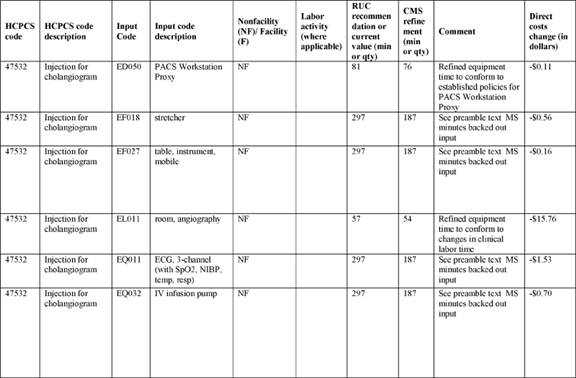 HCPCS code
HCPCS code description
Input Code
Input code description
Nonfacility (NF)/ Facility (F)
Labor activity (where applicable)
RUC recommen dation or current value (min or qty)
CMS refine ment (min or qty)
Comment
Direct costs change (in dollars)
47532
Injection for
cholangiogram
ED050
PACS Workstation
Proxy
NF
81
76
Refined equipment
time to conform to
established policies for
PACS Workstation
Proxy
-$0.11
47532
Injection for
cholangiogram
EF018
stretcher
NF
297
187
See preamble text MS
minutes backed out
input
-$0.56
47532
Injection for
cholangiogram
EF027
table, instrument,
mobile
NF
297
187
See preamble text MS
minutes backed out
input
-$0.16
47532
Injection for
cholangiogram
EL011
room, angiography
NF
57
54
Refined equipment
time to conform to
changes in clinical
labor time
-$15.76
47532
Injection for
cholangiogram
EQ011
ECG, 3-channel
(with SpO2, NIBP,
temp, resp)
NF
297
187
See preamble text MS
minutes backed out
input
-$1.53
47532
Injection for
cholangiogram
EQ032
IV infusion pump
NF
297
187
See preamble text MS
minutes backed out
input
-$0.70